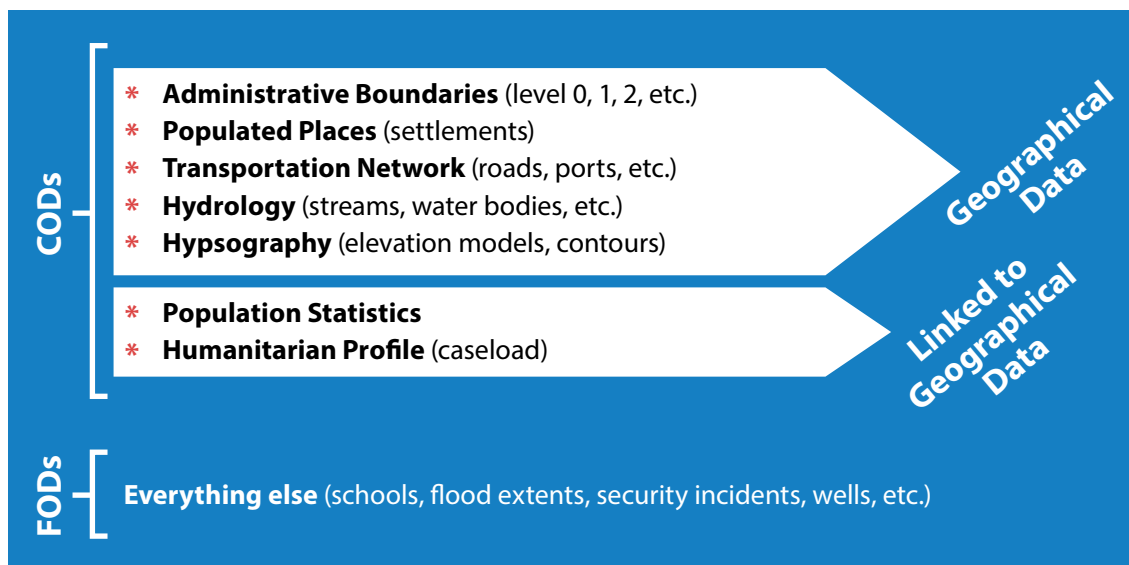 CODs
* Administrative Boundaries (level 0, 1, 2, etc.)
* Populated Places (settlements)
* Transportation Network (roads, ports, etc.)
* Hydrology (streams, water bodies, etc.)
* Hypsography (elevation models, contours)
Geographical
Data
* Population Statistics
* Humanitarian Profile (caseload)
Linked to
Geographical
Data
FODs
Everything else (schools, flood extents, security incidents, wells, etc.)